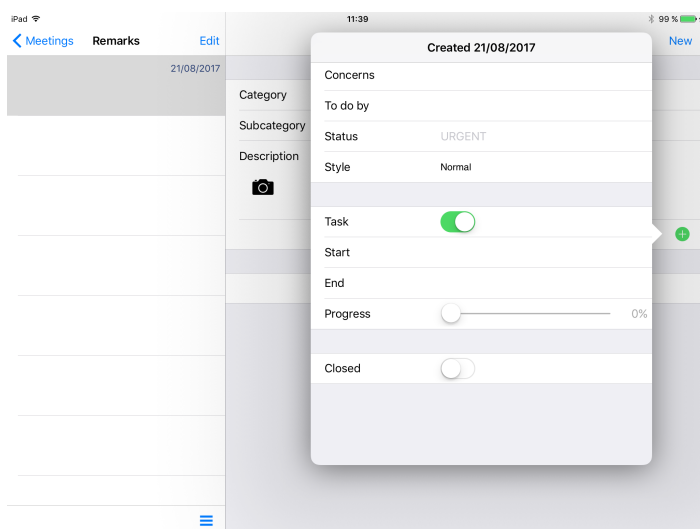 iPad 11:39 99 %
Meetings Remarks Edit New
21/08/2017
Category
Subcategory
Description
Created 21/08/2017
Concerns
To do by
Status URGENT
Style Normal
Task
Start
End
Progress 0%
Closed